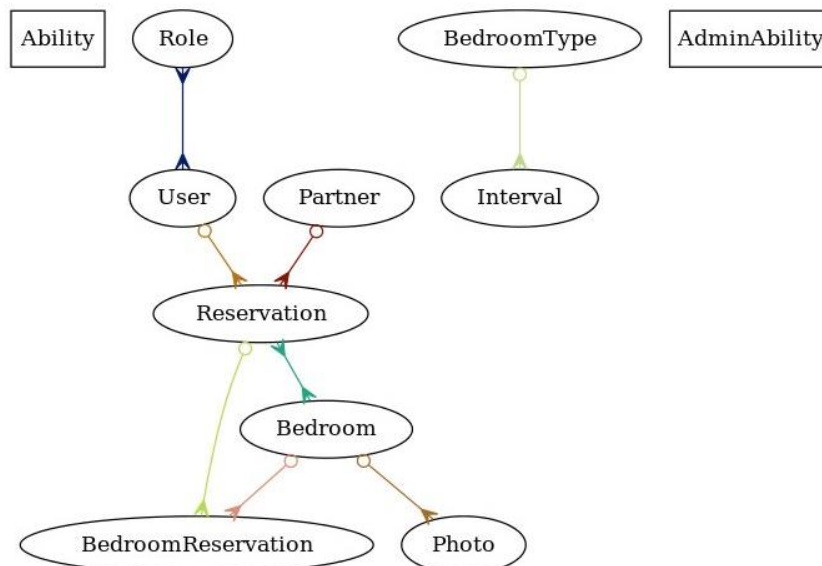 Ability
Role
BedroomType
AdminAbility
User
Partner
Interval
Reservation
Bedroom
BedroomReservation
Photo